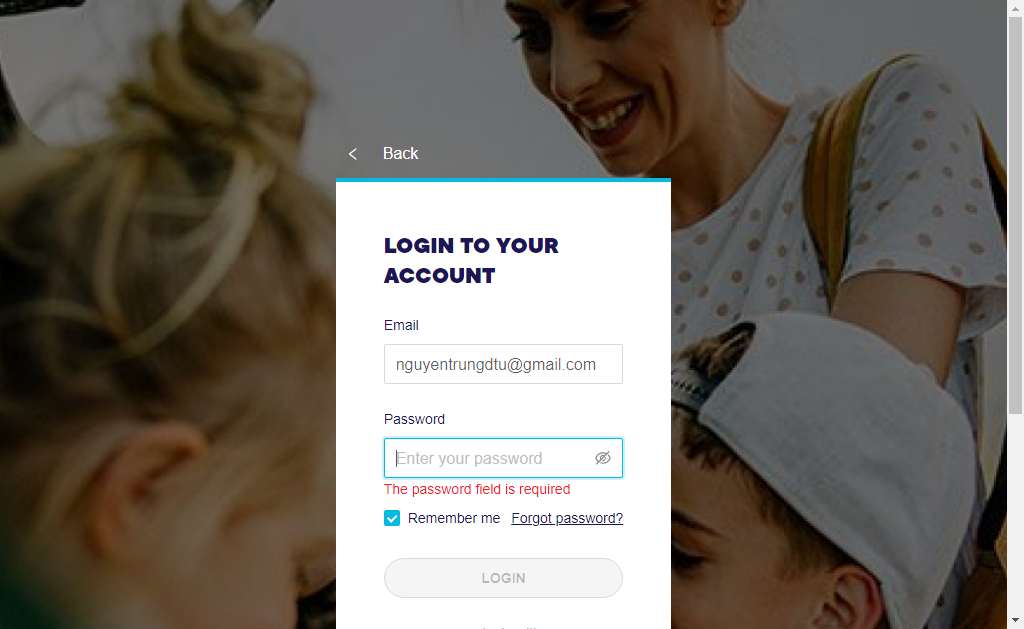 Back
LOGIN TO YOUR
ACCOUNT
Email
nguyentrungdtu@gmail.com
Password
Enter your password
The password field is required
Remember me Forgot password?
LOGIN